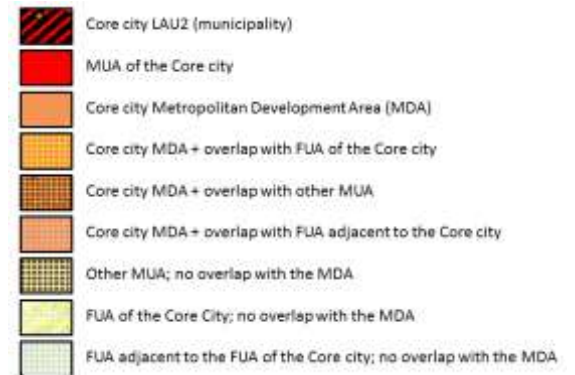 Core city LAU2 (municipality)
MUA of the Core city
Core city Metropolitan Development Area (MDA)
Core city MDA + overlap with FUA of the Core city
Core city MDA + overlap with other MUA
Core city MDA + overlap with FUA adjacent to the Core city
Other MUA; no overlap with the MDA
FUA of the Core City; no overlap with the MDA
FUA adjacent to the FUA of the Core city; no overlap with the MDA